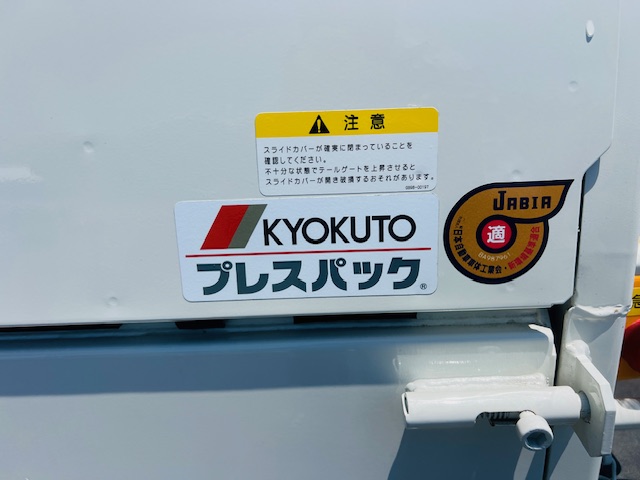 注意
スライドカバーが確実に閉まっていることを
確認してください。
不十分な状態でテールゲートを上昇させると
スライドカバーが開き破損するおそれがあります。
KYOKUTO
プレスパック®
JABIA
適
急